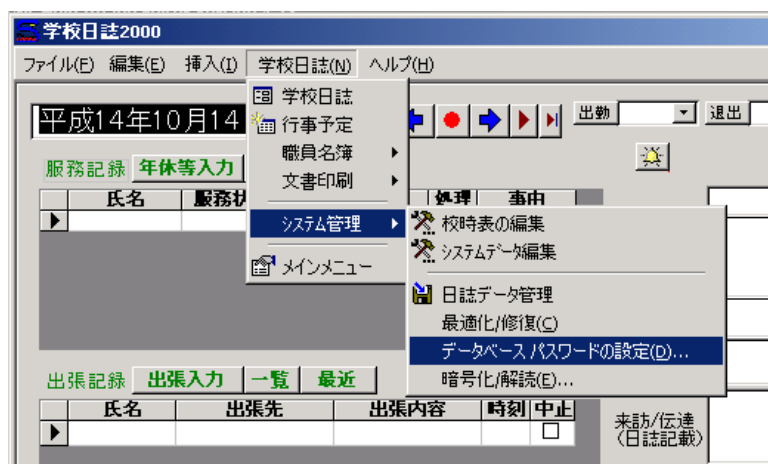 学校日誌2000
ファイル(F) 編集(E) 挿入(I) 学校日誌(N) ヘルプ(H)
平成14年10月14
出勤
退出
学校日誌
行事予定
職員名簿
文書印刷
システム管理
メインメニュー
服務記録 年休等入力
氏名 服務状 処理 事由
校時表の編集
システムデータ編集
日誌データ管理
最適化/修復(C)
データベース パスワードの設定(D)...
暗号化/解読(E)...
出張記録 出張入力 一覧 最近
氏名 出張先 出張内容 時刻 中止
来訪/伝達
(日誌記載)